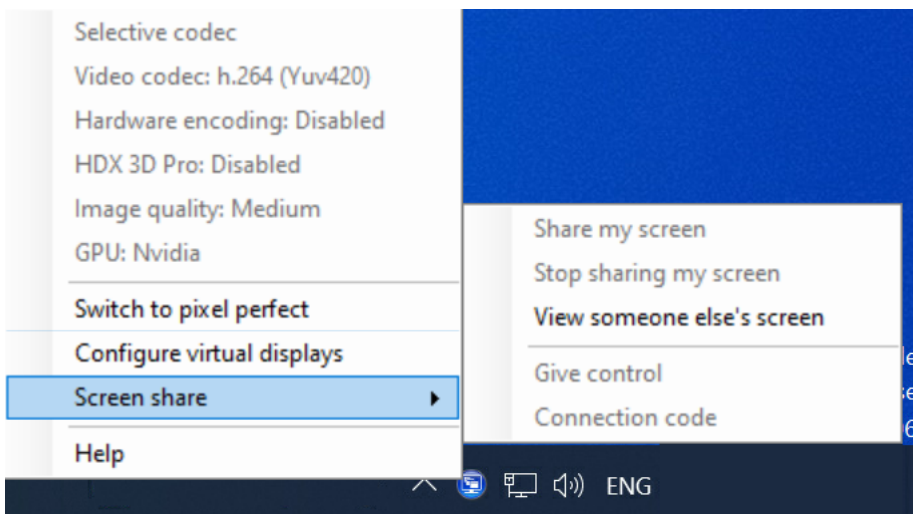 Selective codec
Video codec: h.264 (Yuv420)
Hardware encoding: Disabled
HDX 3D Pro: Disabled
Image quality: Medium
GPU: Nvidia
Switch to pixel perfect
Configure virtual displays
Screen share
Help
Share my screen
Stop sharing my screen
View someone else's screen
Give control
Connection code
ENG